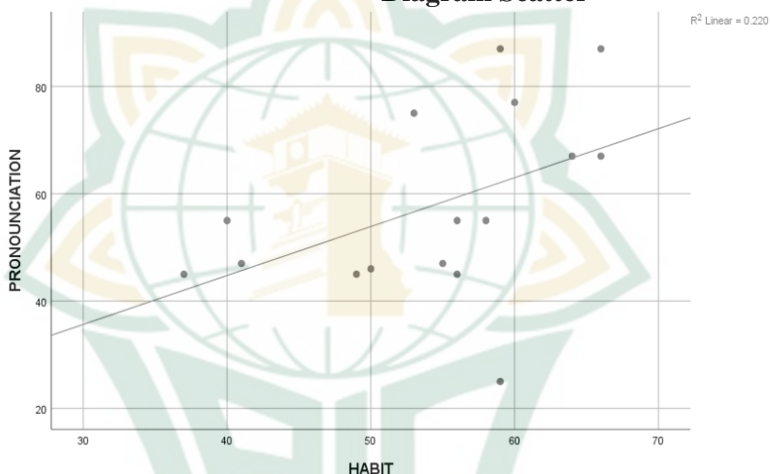 Diagram Scatter
R² Linear = 0.220
80
60
40
20
PRONOUNCIATION
30 40 50 60 70
HABIT